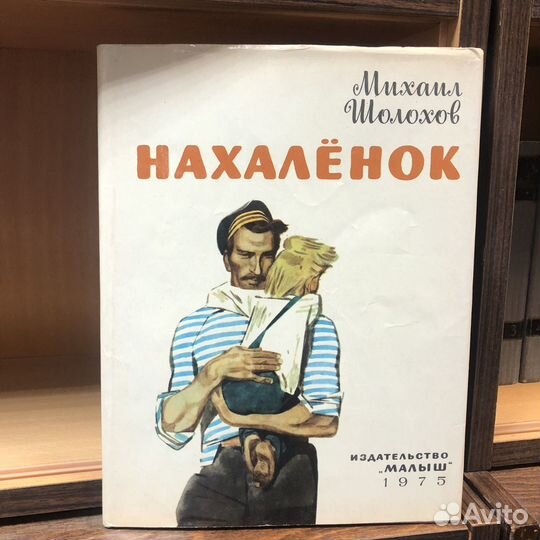 Михаил
Шолохов
НАХАЛЁНОК
ИЗДАТЕЛЬСТВО
„МАЛЫШ“
1975
Avito